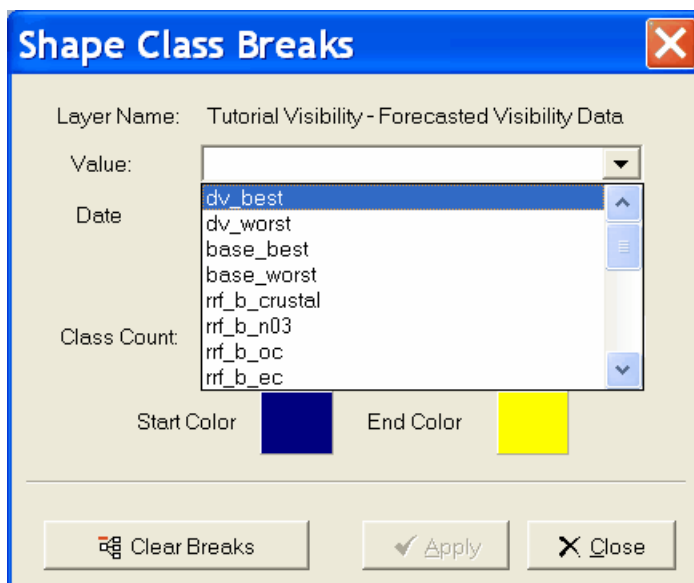 Shape Class Breaks
Layer Name: Tutorial Visibility - Forecasted Visibility Data
Value:
dv_best
Date
dv_worst
base_best
base_worst
rrf_b_crustal
rrf_b_n03
Class Count:
rrf_b_oc
rrf_b_ec
Start Color End Color
Clear Breaks Apply Close